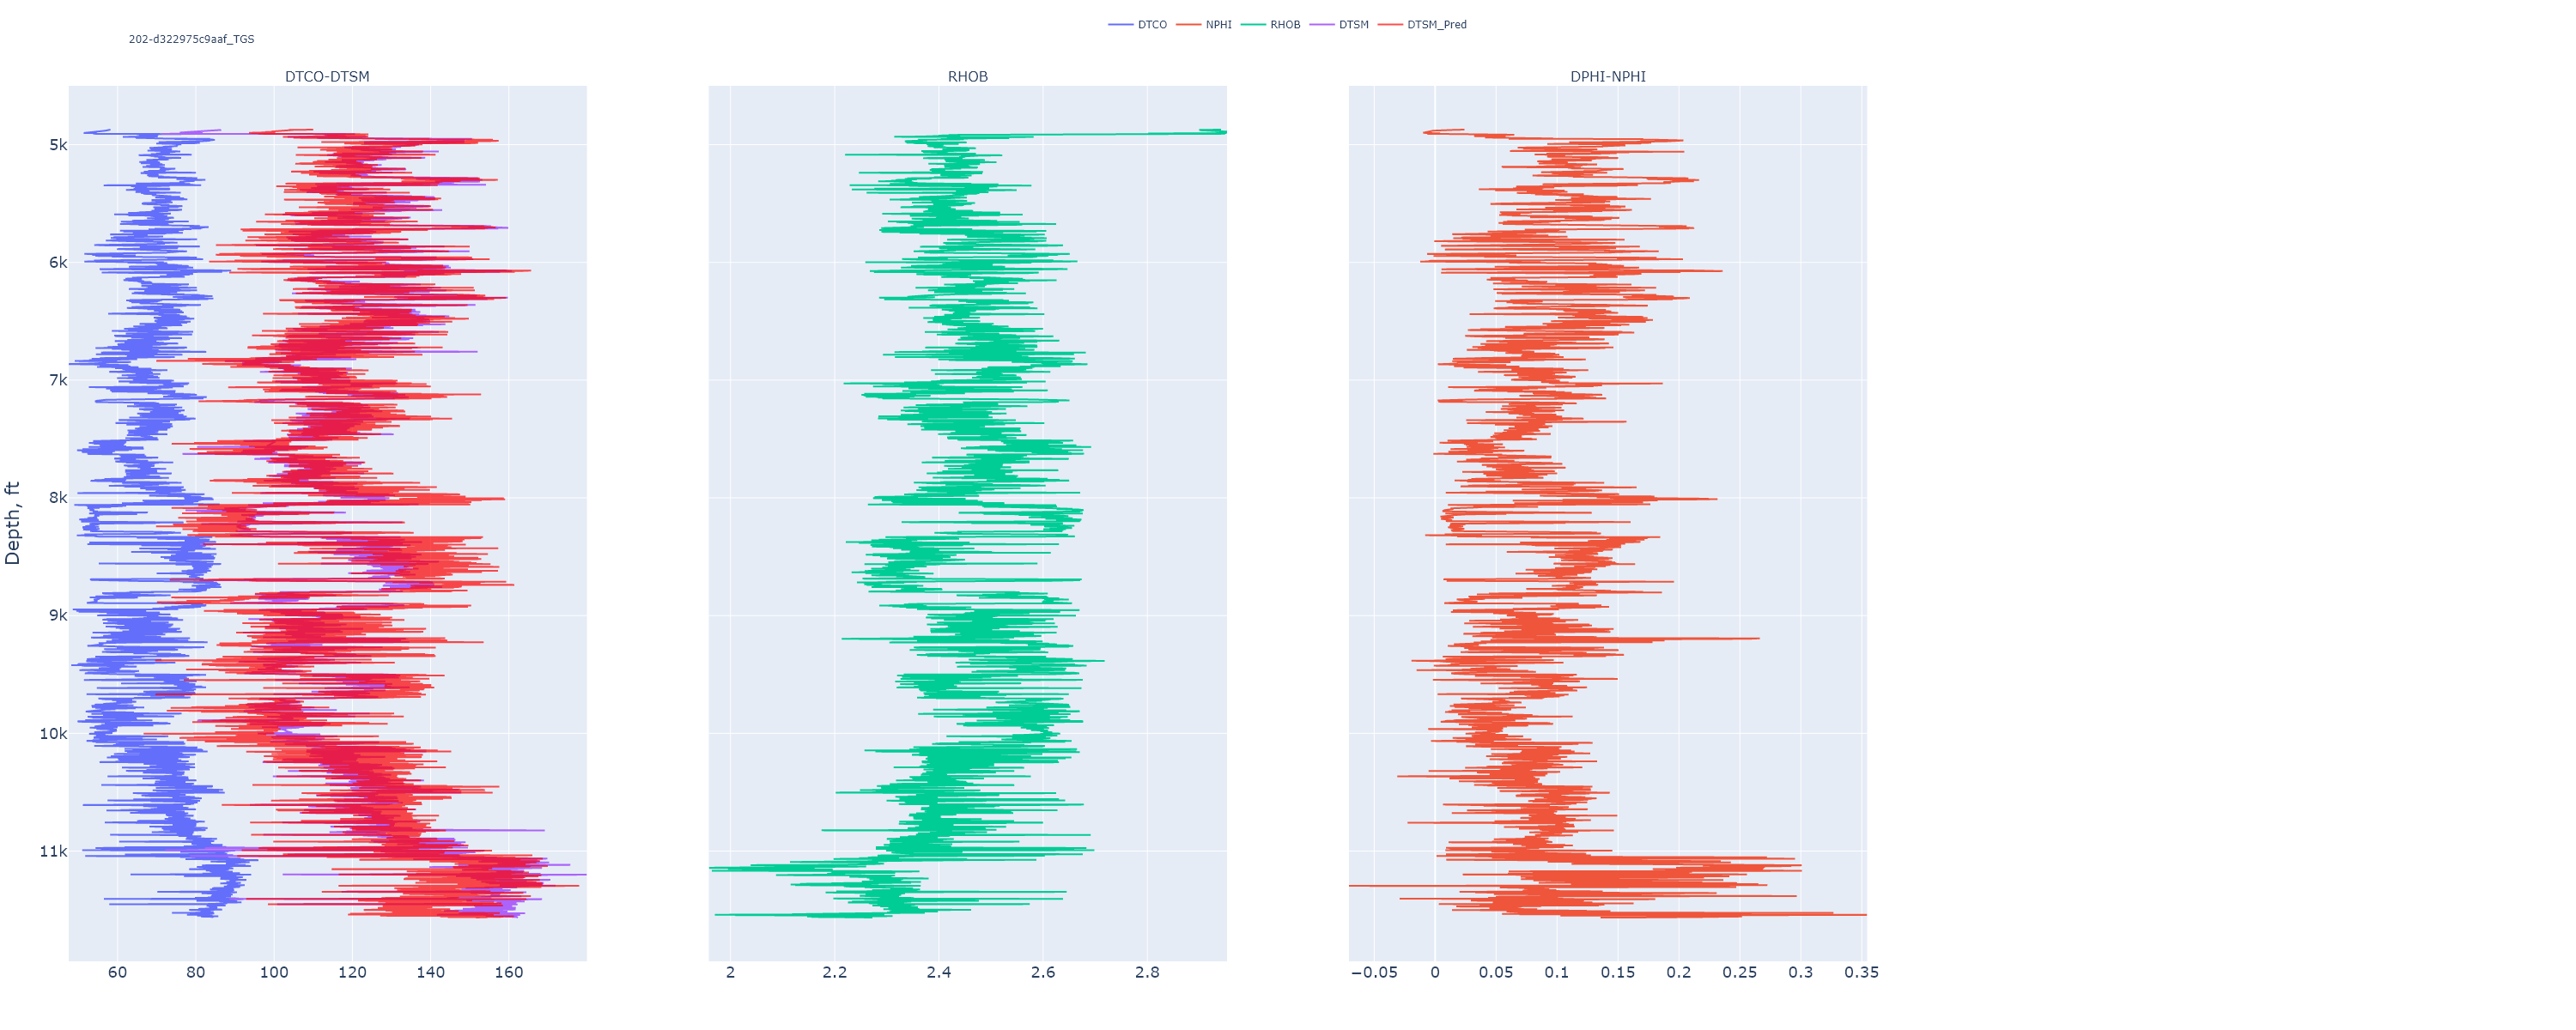 DTCO NPHI RHOB DTSM DTSM_Pred
202-d322975c9aaf_TGS
DTCO-DTSM RHOB DPHI-NPHI
Depth, ft
5k
6k
7k
8k
9k
10k
11k
60 80 100 120 140 160
2 2.2 2.4 2.6 2.8
−0.05 0 0.05 0.1 0.15 0.2 0.25 0.3 0.35